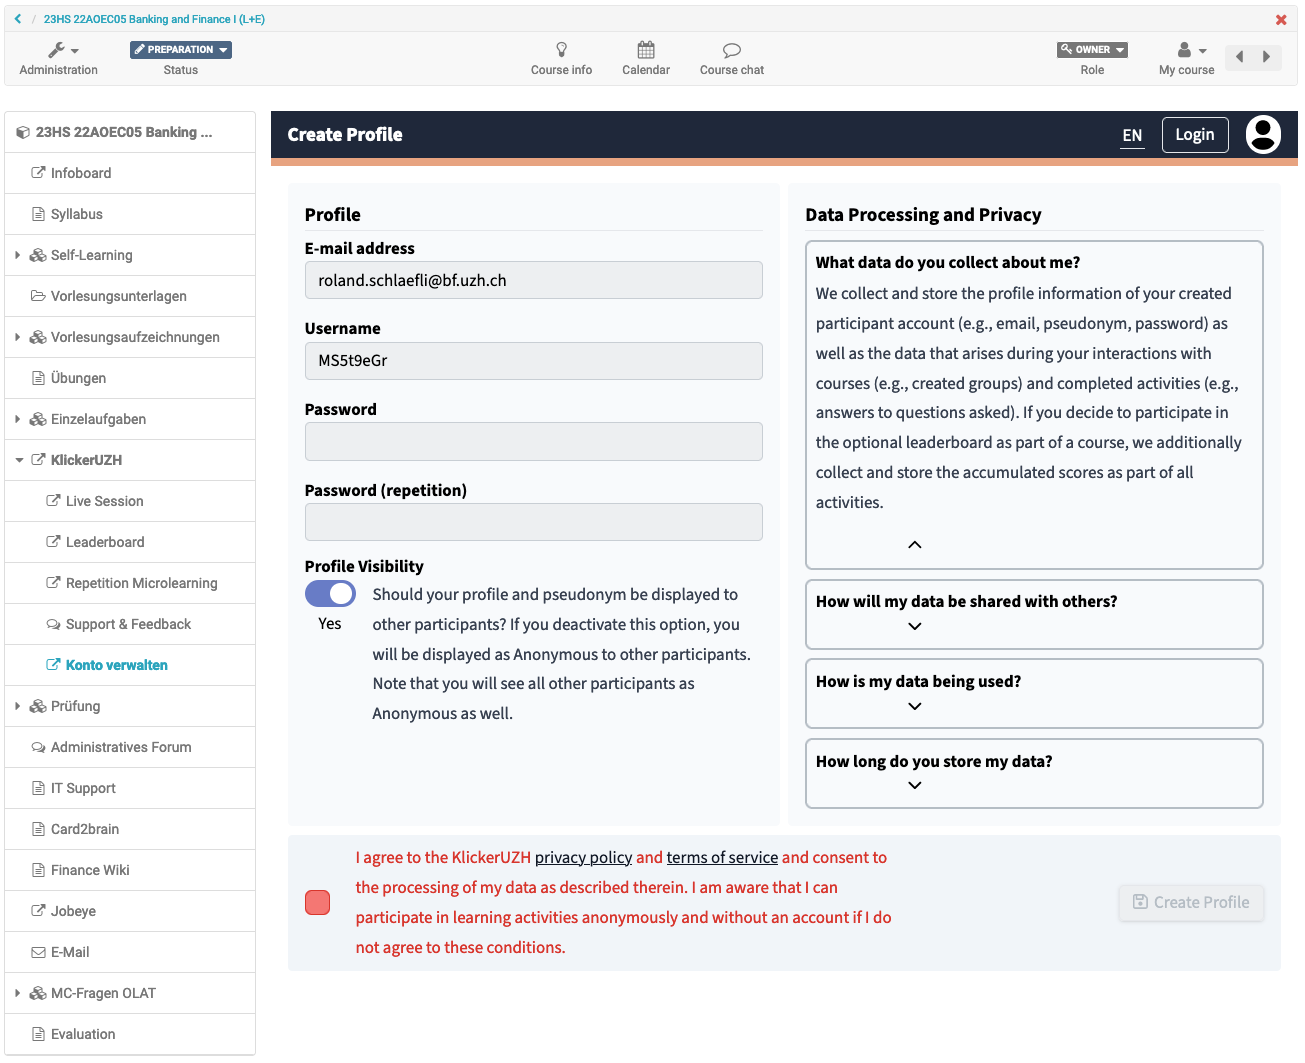 23HS 22AOEC05 Banking and Finance I (L+E)
Administration
PREPARATION
Status
Course info
Calendar
Course chat
OWNER
Role
My course
23HS 22AOEC05 Banking ...
Infoboard
Syllabus
Self-Learning
Vorlesungsunterlagen
Vorlesungsaufzeichnungen
Übungen
Einzelaufgaben
KlickerUZH
Live Session
Leaderboard
Repetition Microlearning
Support & Feedback
Konto verwalten
Prüfung
Administratives Forum
IT Support
Card2brain
Finance Wiki
Jobeye
E-Mail
MC-Fragen OLAT
Evaluation
Create Profile
EN
Login
Profile
E-mail address
roland.schlaefli@bf.uzh.ch
Username
MS5t9eGr
Password
Password (repetition)
Profile Visibility
Yes
Should your profile and pseudonym be displayed to
other participants? If you deactivate this option, you
will be displayed as Anonymous to other participants.
Note that you will see all other participants as
Anonymous as well.
Data Processing and Privacy
What data do you collect about me?
We collect and store the profile information of your created
participant account (e.g., email, pseudonym, password) as
well as the data that arises during your interactions with
courses (e.g., created groups) and completed activities (e.g.,
answers to questions asked). If you decide to participate in
the optional leaderboard as part of a course, we additionally
collect and store the accumulated scores as part of all
activities.
How will my data be shared with others?
How is my data being used?
How long do you store my data?
I agree to the KlickerUZH privacy policy and terms of service and consent to
the processing of my data as described therein. I am aware that I can
participate in learning activities anonymously and without an account if I do
not agree to these conditions.
Create Profile